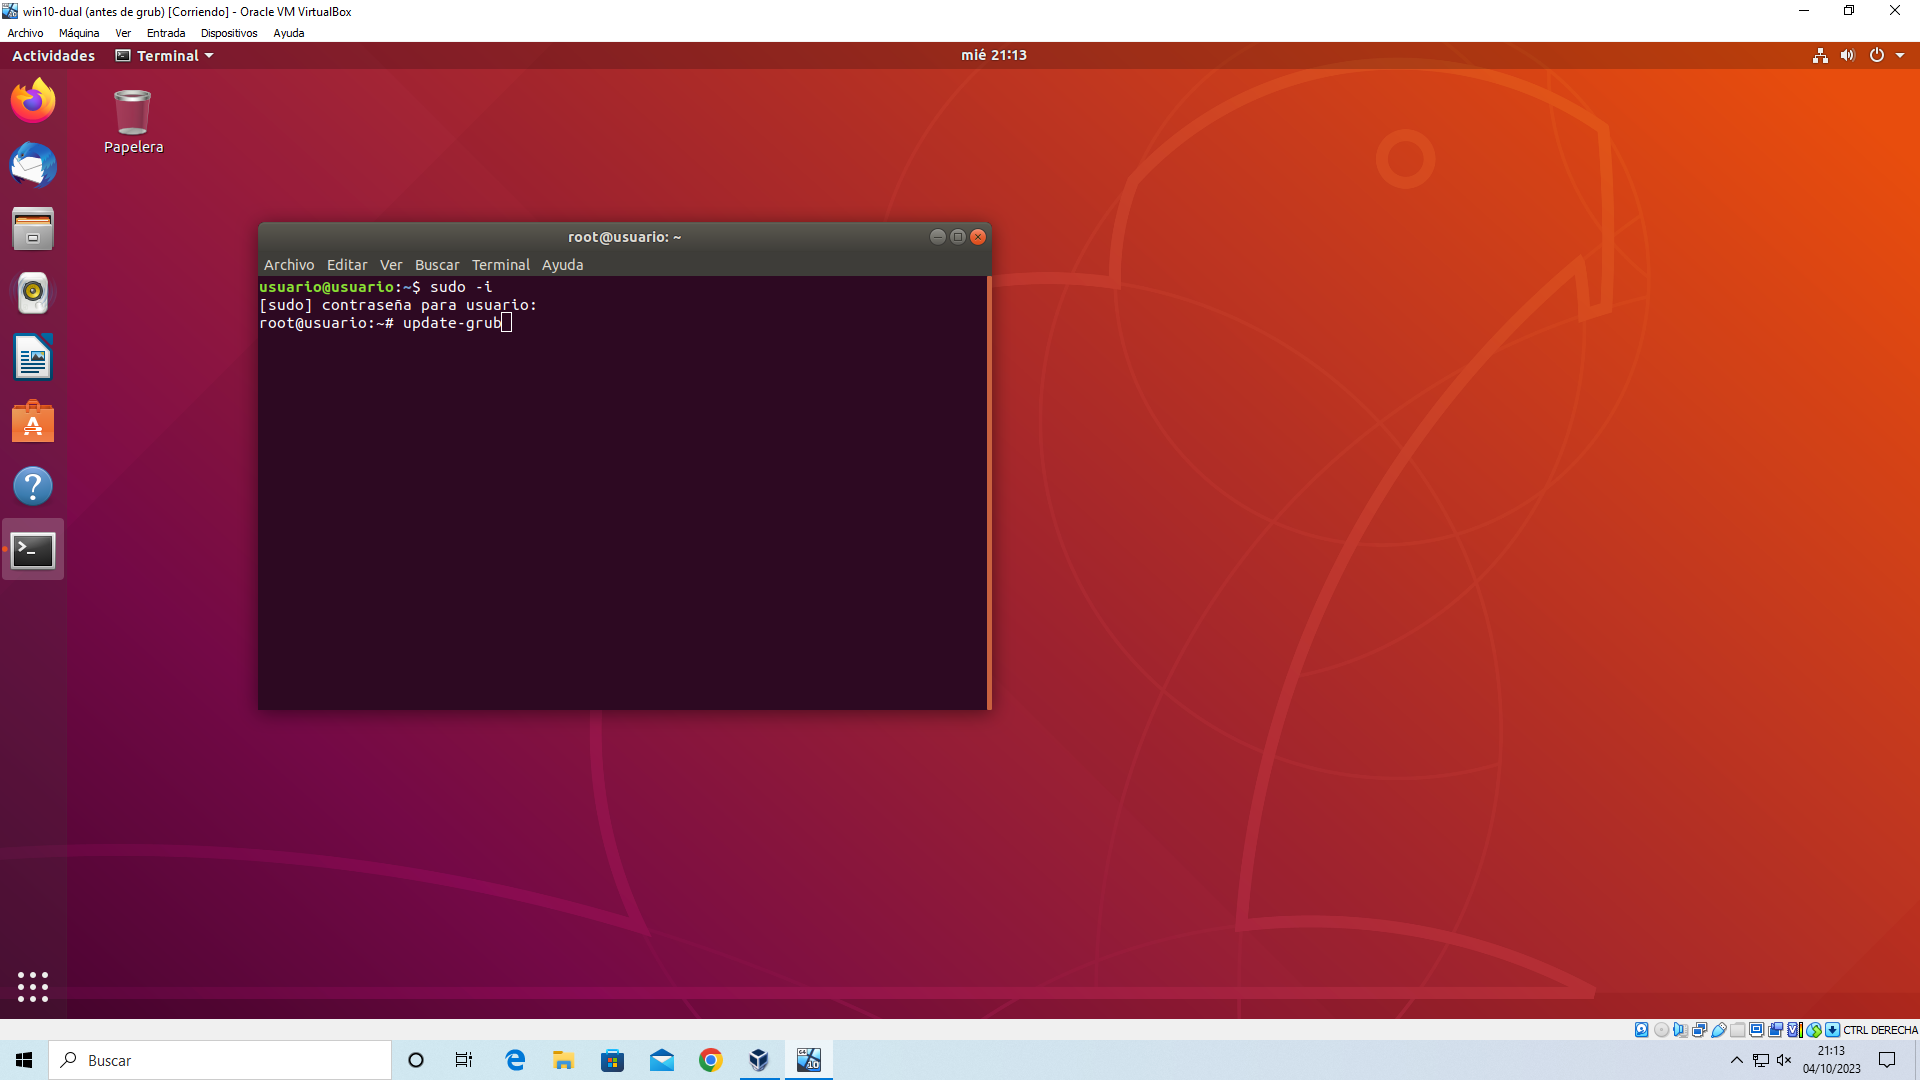 win10-dual (antes de grub) [Corriendo] - Oracle VM VirtualBox
Archivo Máquina Ver Entrada Dispositivos Ayuda
Actividades Terminal mié 21:13
Papelera
root@usuario: ~
Archivo Editar Ver Buscar Terminal Ayuda
usuario@usuario:~$ sudo -i
[sudo] contraseña para usuario:
root@usuario:~# update-grub
CTRL DERECHA
Buscar
21:13
04/10/2023